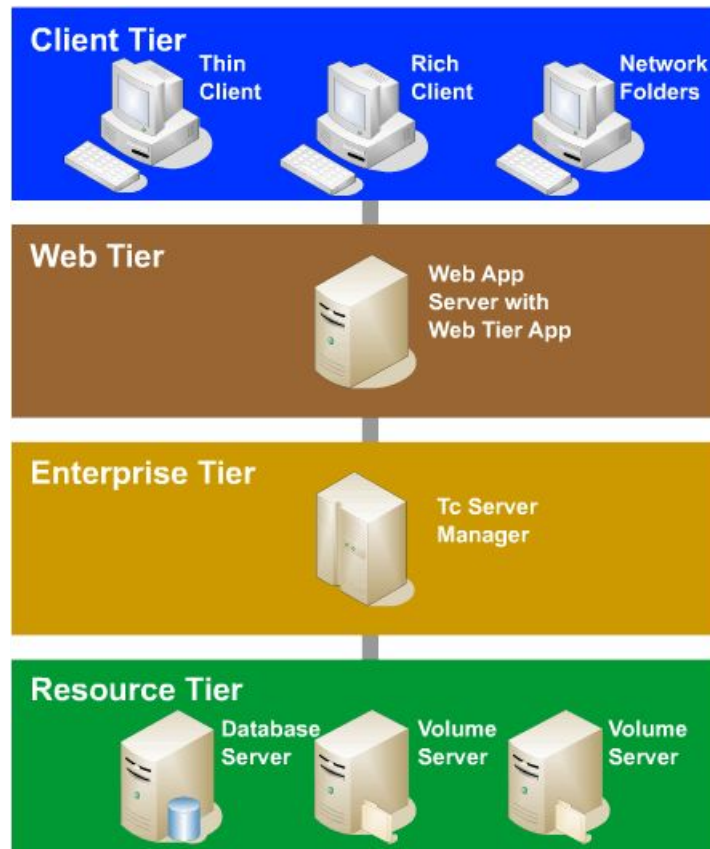 Client Tier
Thin
Client
Rich
Client
Network
Folders
Web Tier
Web App
Server with
Web Tier App
Enterprise Tier
Tc Server
Manager
Resource Tier
Database
Server
Volume
Server
Volume
Server